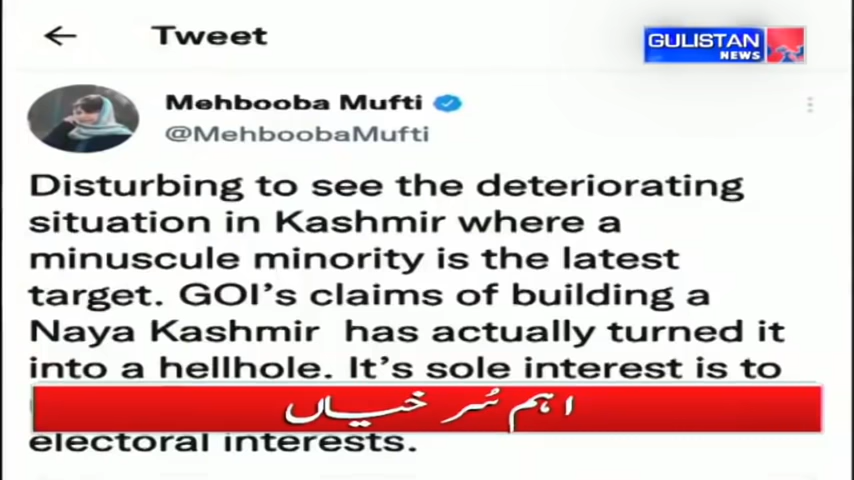 Tweet
GULISTAN
NEWS
Mehbooba Mufti
@MehboobaMufti
Disturbing to see the deteriorating
situation in Kashmir where a
minuscule minority is the latest
target. GOI’s claims of building a
Naya Kashmir has actually turned it
into a hellhole. It’s sole interest is to
اہم سُرخیاں
electoral interests.